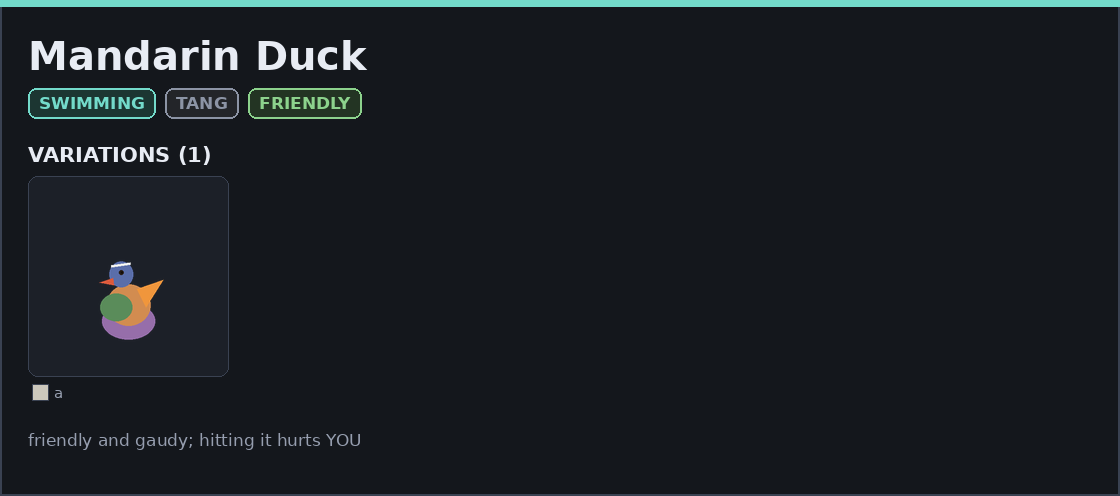 Mandarin Duck
SWIMMING TANG FRIENDLY
VARIATIONS (1)
a
friendly and gaudy; hitting it hurts YOU